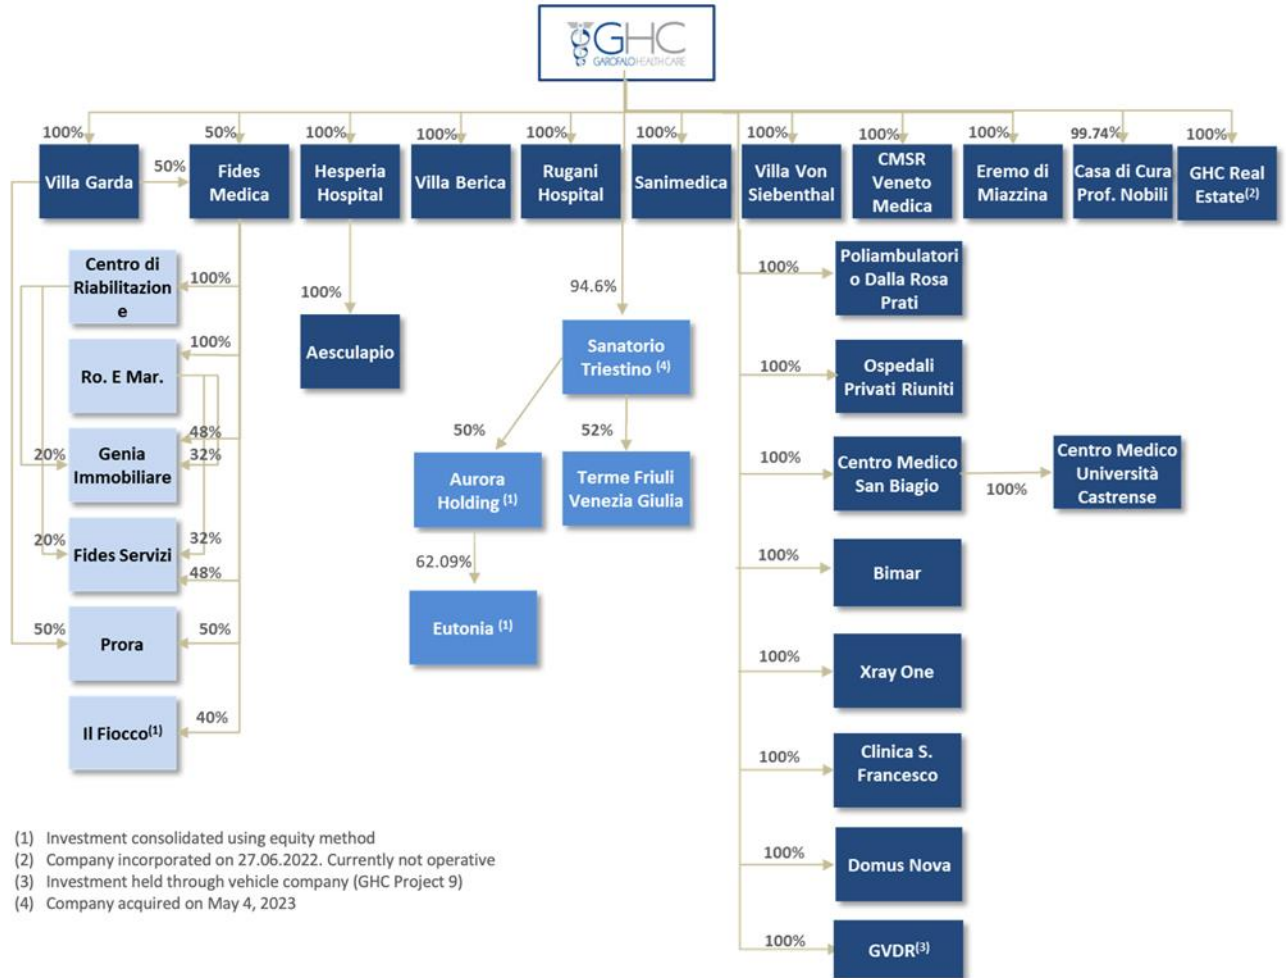 GHC
GAROFALO HEALTH CARE
100%
50%
100%
100%
100%
100%
100%
100%
100%
99.74%
100%
Villa Garda
50%
Fides
Medica
Hesperia
Hospital
Villa Berica
Rugani
Hospital
Sanimedica
Villa Von
Siebenthal
CMSR
Veneto
Medica
Eremo di
Miazzina
Casa di Cura
Prof. Nobili
GHC Real
Estate(2)
Centro di
Riabilitazion
e
100%
100%
94.6%
100%
Poliambulatori
o Dalla Rosa
Prati
Ro. E Mar.
100%
Aesculapio
Sanatorio
Triestino (4)
100%
Ospedali
Privati Riuniti
20%
Genia
Immobiliare
48%
32%
50%
52%
Aurora
Holding (1)
Terme Friuli
Venezia Giulia
100%
Centro Medico
San Biagio
100%
Centro Medico
Università
Castrense
20%
Fides Servizi
32%
48%
62.09%
100%
Bimar
50%
Prora
50%
Eutonia (1)
100%
Xray One
Il Fiocco(1)
40%
100%
Clinica S.
Francesco
100%
Domus Nova
100%
GVDR(3)
(1) Investment consolidated using equity method
(2) Company incorporated on 27.06.2022. Currently not operative
(3) Investment held through vehicle company (GHC Project 9)
(4) Company acquired on May 4, 2023